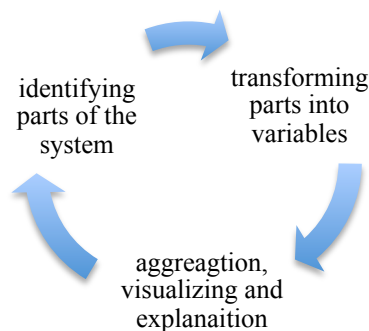 identifying
parts of the
system
transforming
parts into
variables
aggreagtion,
visualizing and
explanaition